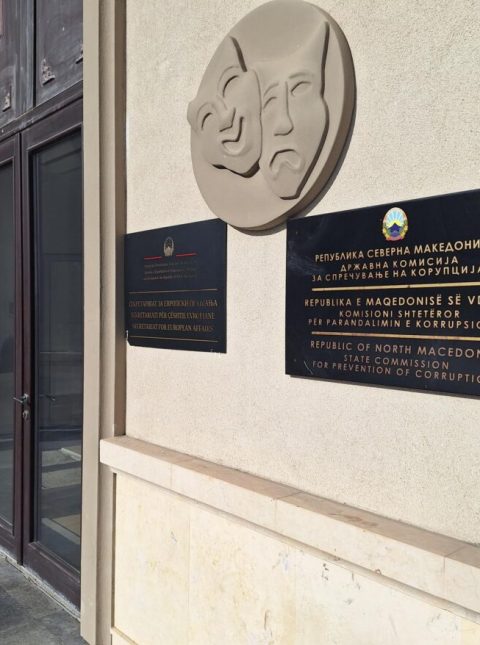 СЕКРЕТАРИЈАТ ЗА ЕВРОПСКИ ПРАШАЊА
SEKRETARIATI PËR ÇËSHTJE EVROPIANE
SECRETARIAT FOR EUROPEAN AFFAIRS
РЕПУБЛИКА СЕВЕРНА МАКЕДОНИ
ДРЖАВНА КОМИСИЈА
ЗА СПРЕЧУВАЊЕ НА КОРУПЦИЈА
REPUBLIKA E MAQEDONISË SË VE
KOMISIONI SHTETËROR
PËR PARANDALIMIN E KORRUPSIO
REPUBLIC OF NORTH MACEDON
STATE COMMISSION
FOR PREVENTION OF CORRUPTIO